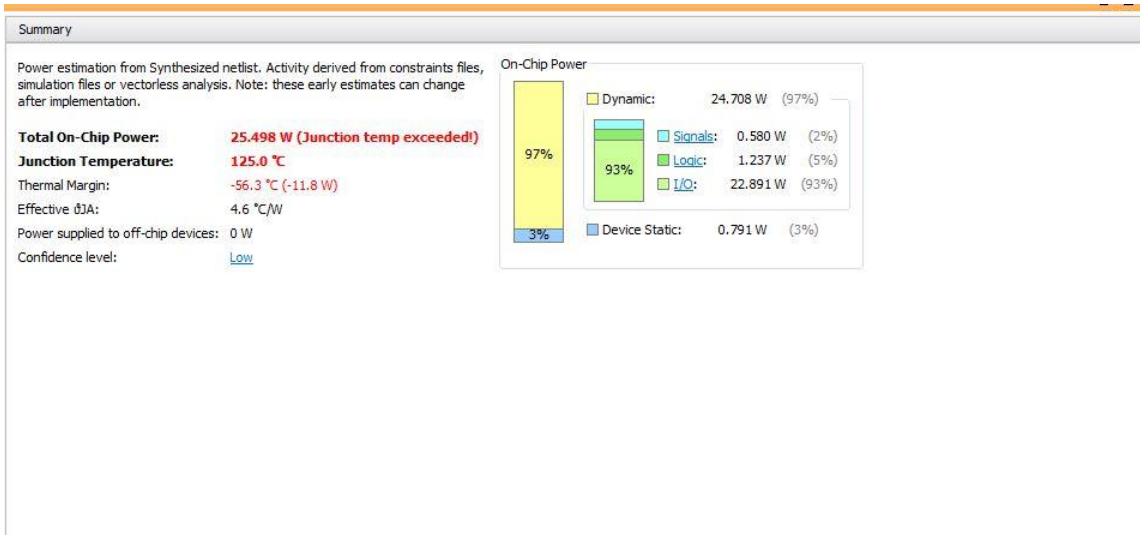 Summary
Power estimation from Synthesized netlist. Activity derived from constraints files,
simulation files or vectorless analysis. Note: these early estimates can change
after implementation.
Total On-Chip Power: 25.498 W (Junction temp exceeded!)
Junction Temperature: 125.0 °C
Thermal Margin: -56.3 °C (-11.8 W)
Effective ϑJA: 4.6 °C/W
Power supplied to off-chip devices: 0 W
Confidence level: Low
On-Chip Power
97%
3%
Dynamic: 24.708 W (97%)
93%
Signals: 0.580 W (2%)
Logic: 1.237 W (5%)
I/O: 22.891 W (93%)
Device Static: 0.791 W (3%)